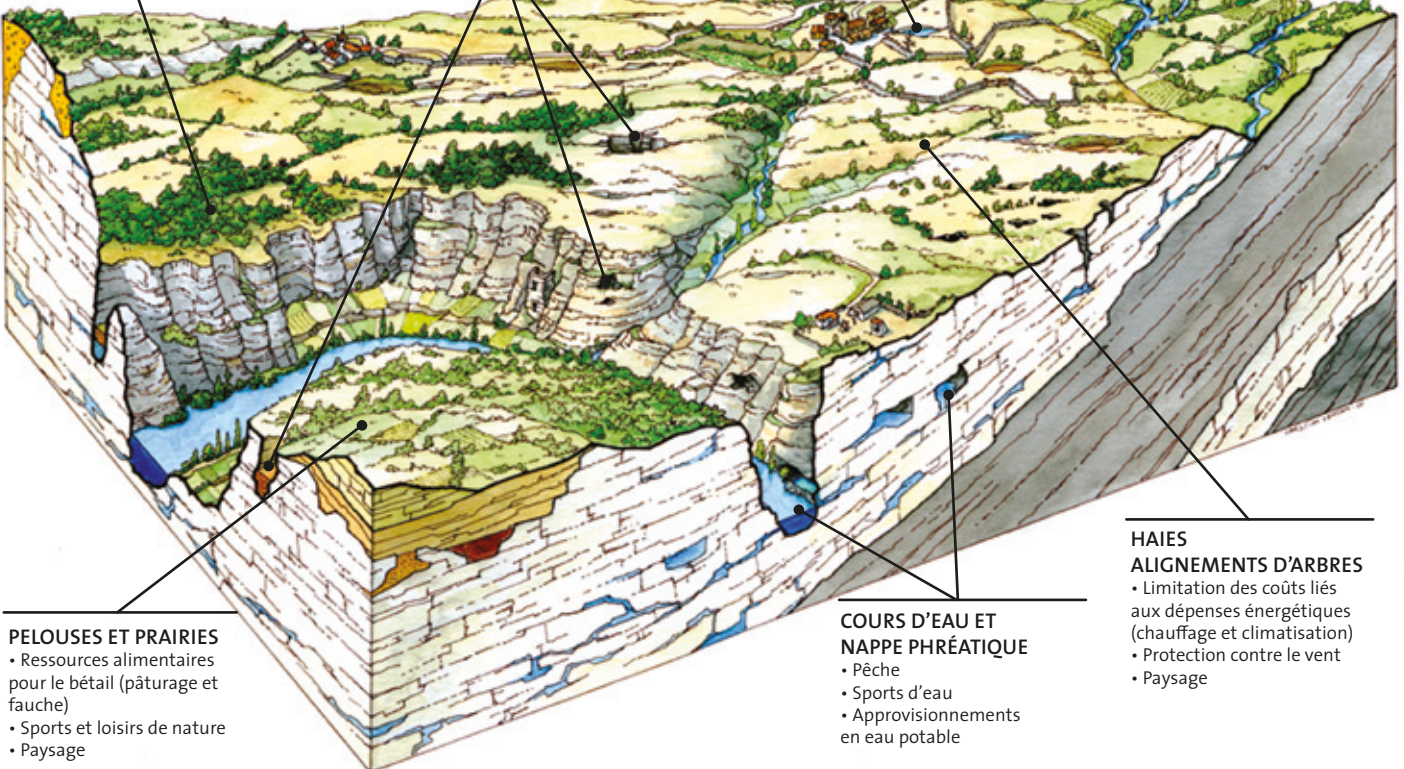 PELOUSES ET PRAIRIES
• Ressources alimentaires
pour le bétail (pâturage et
fauche)
• Sports et loisirs de nature
• Paysage
COURS D’EAU ET
NAPPE PHRÉATIQUE
• Pêche
• Sports d’eau
• Approvisionnements
en eau potable
HAIES
ALIGNEMENTS D’ARBRES
• Limitation des coûts liés
aux dépenses énergétiques
(chauffage et climatisation)
• Protection contre le vent
• Paysage